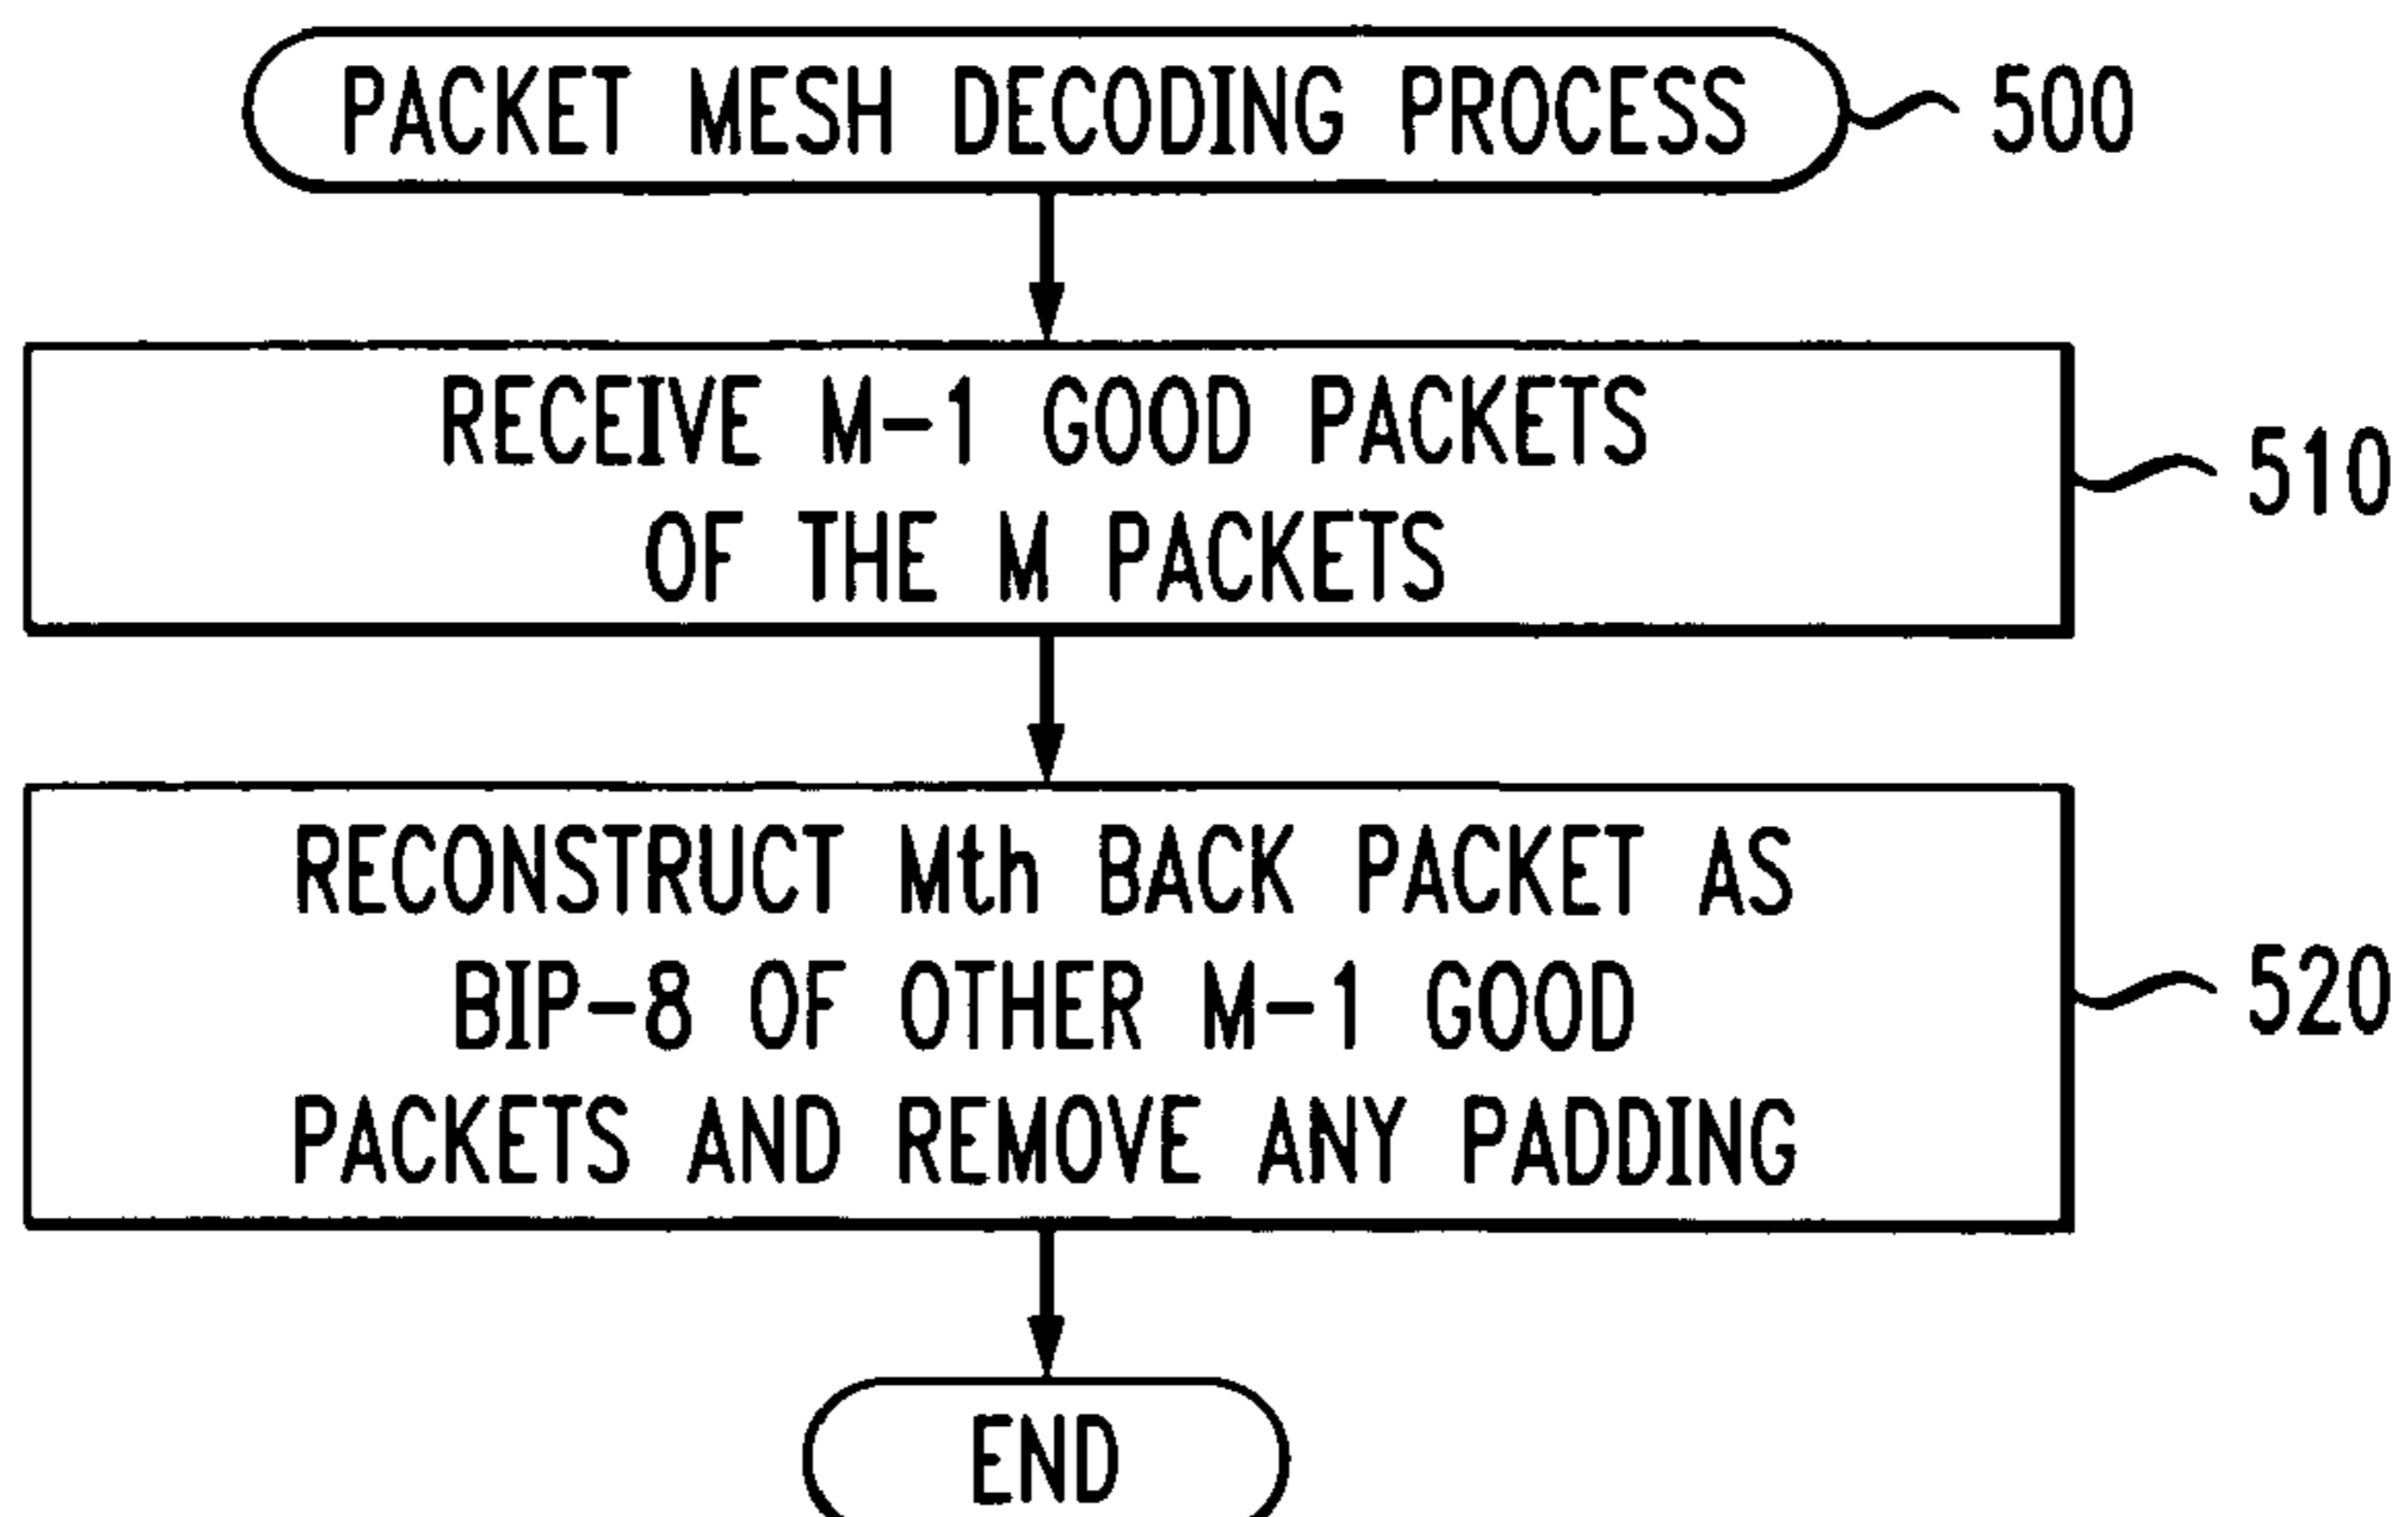 PACKET MESH DECODING PROCESS
500
RECEIVE M-1 GOOD PACKETS
OF THE M PACKETS
510
RECONSTRUCT Mth BACK PACKET AS
BIP-8 OF OTHER M-1 GOOD
PACKETS AND REMOVE ANY PADDING
520
END